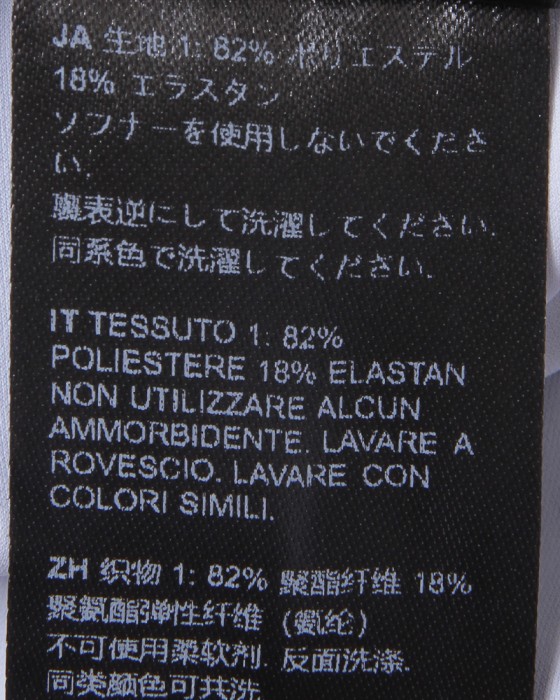 JA 生地 1: 82% ポリエステル
18% エラスタン
ソフナーを使用しないでくださ
い.
裏表逆にして洗濯してください.
同系色で洗濯してください.
IT TESSUTO 1: 82%
POLIESTERE 18% ELASTAN
NON UTILIZZARE ALCUN
AMMORBIDENTE. LAVARE A
ROVESCIO. LAVARE CON
COLORI SIMILI.
ZH 织物 1: 82% 聚酯纤维 18%
聚氨酯弹性纤维 (氨纶)
不可使用柔软剂. 反面洗涤.
同类颜色可共洗